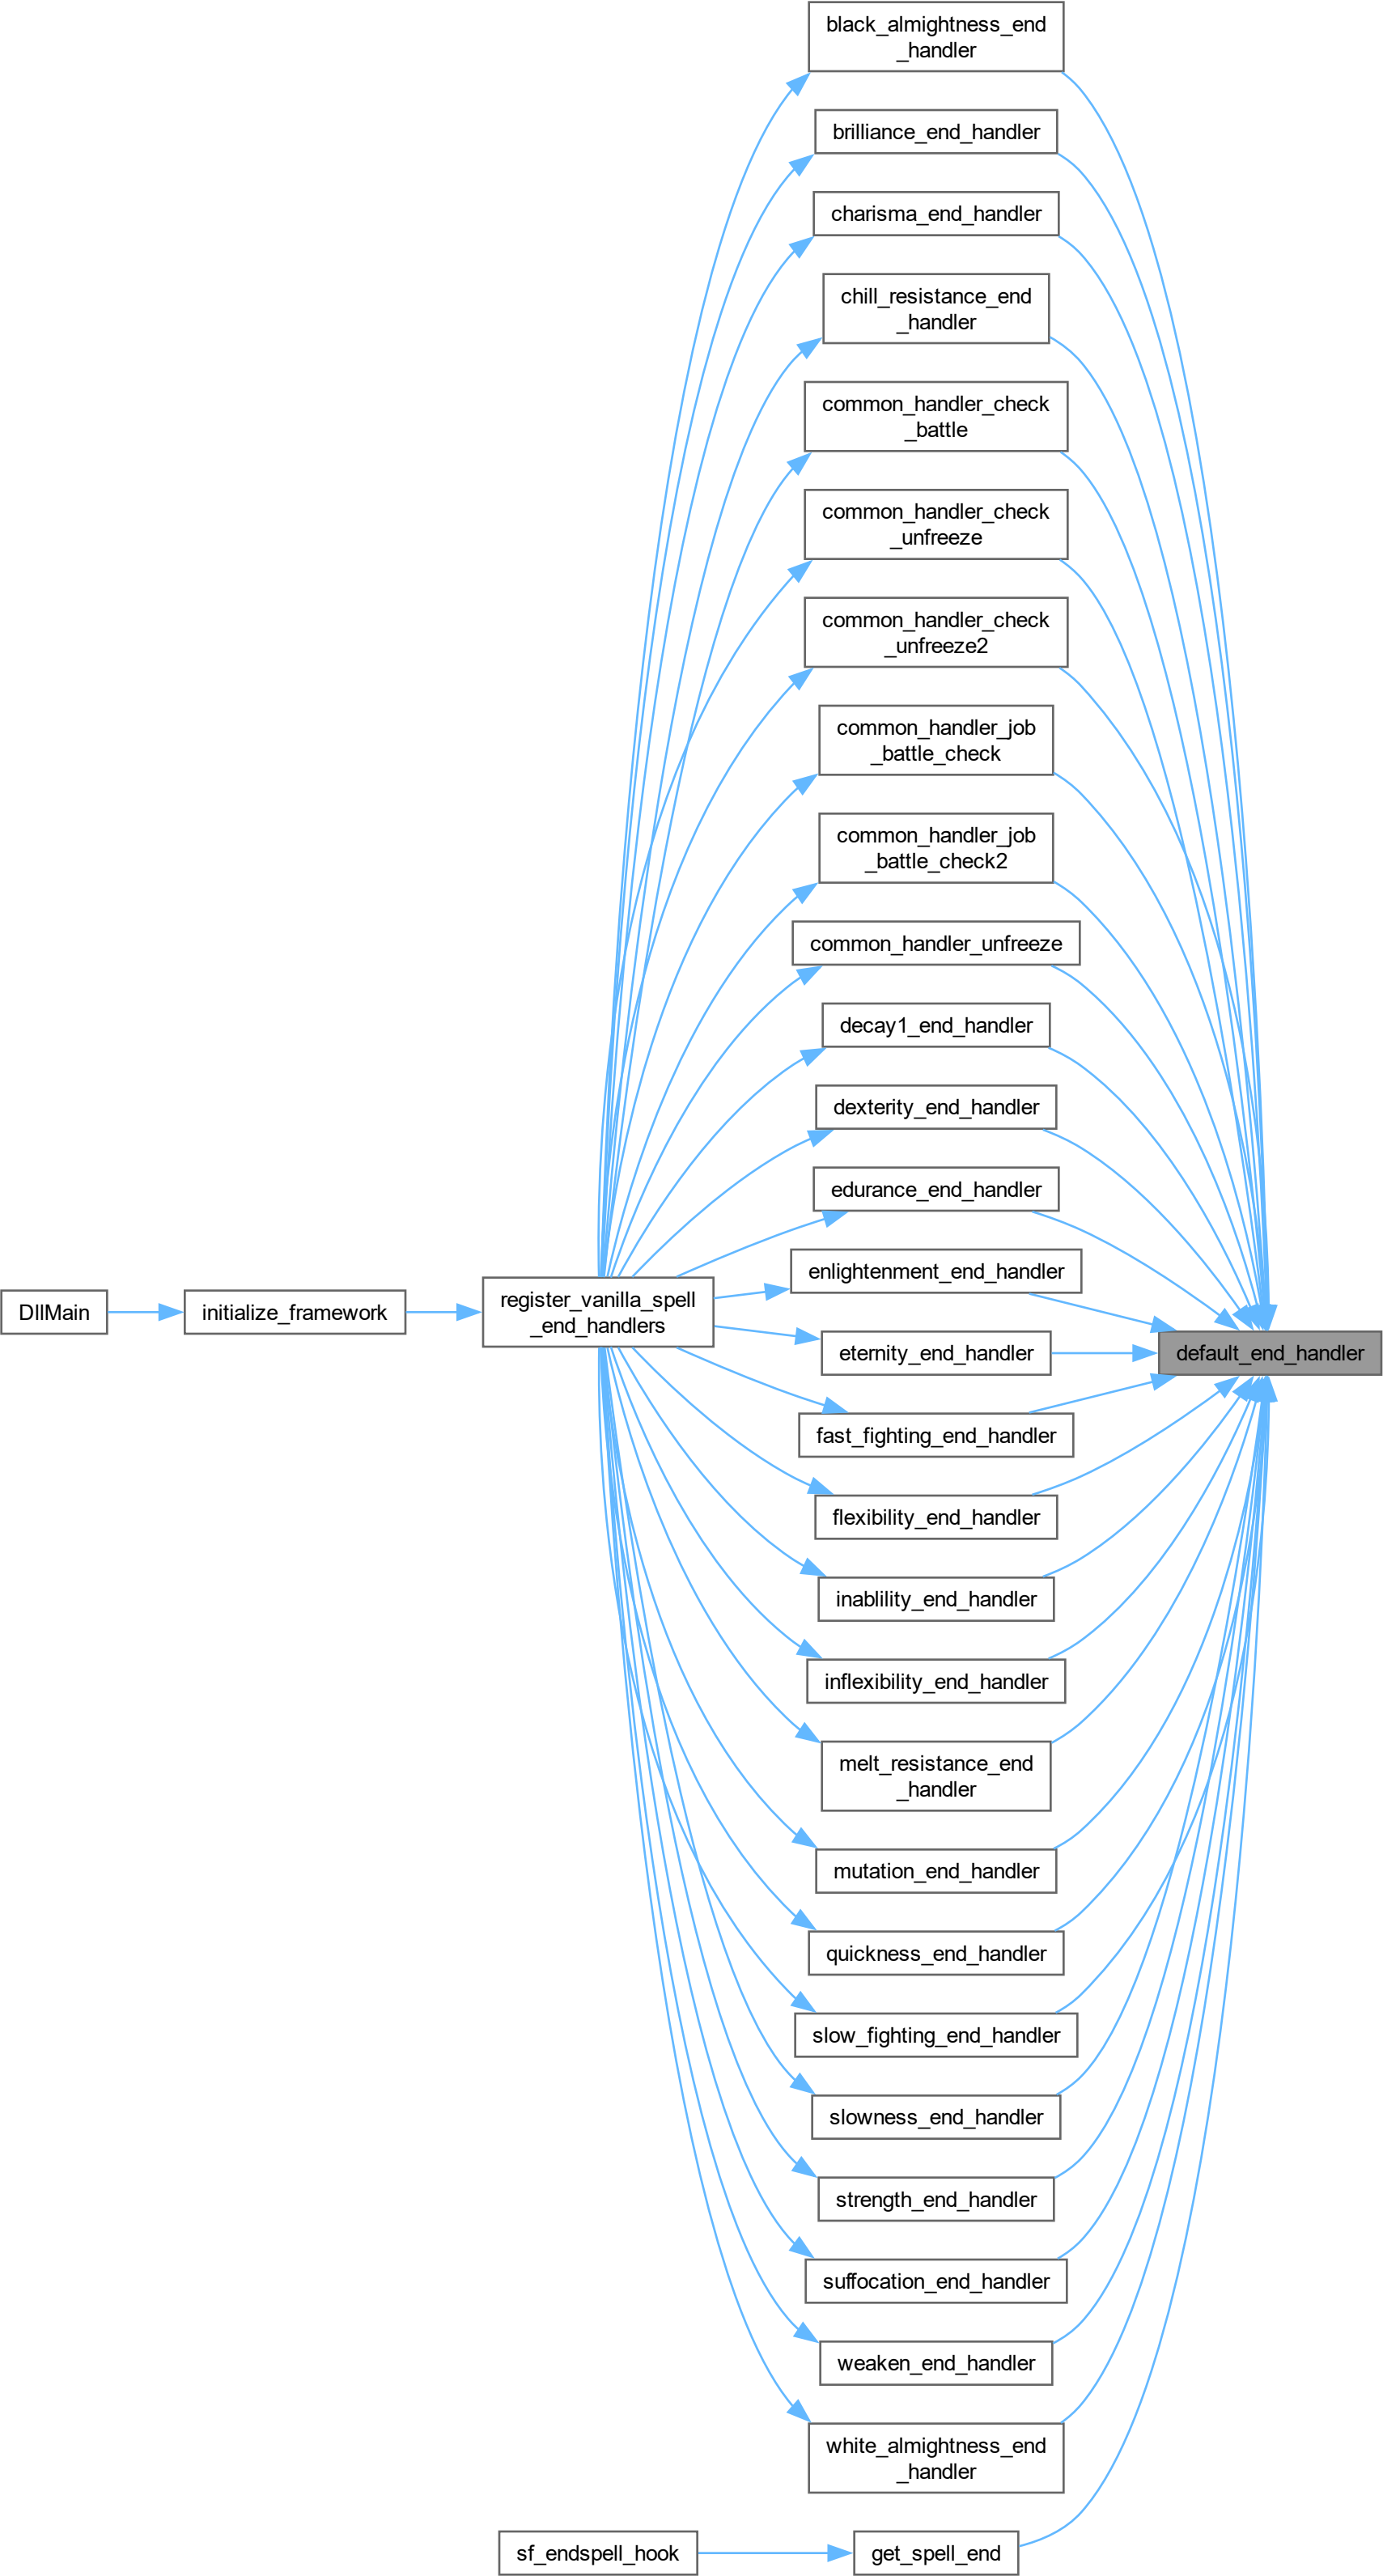 black_almightness_end
_handler
brilliance_end_handler
charisma_end_handler
chill_resistance_end
_handler
common_handler_check
_battle
common_handler_check
_unfreeze
common_handler_check
_unfreeze2
common_handler_job
_battle_check
common_handler_job
_battle_check2
common_handler_unfreeze
decay1_end_handler
dexterity_end_handler
edurance_end_handler
enlightenment_end_handler
DllMain
initialize_framework
register_vanilla_spell
_end_handlers
eternity_end_handler
default_end_handler
fast_fighting_end_handler
flexibility_end_handler
inablility_end_handler
inflexibility_end_handler
melt_resistance_end
_handler
mutation_end_handler
quickness_end_handler
slow_fighting_end_handler
slowness_end_handler
strength_end_handler
suffocation_end_handler
weaken_end_handler
white_almightness_end
_handler
sf_endspell_hook
get_spell_end